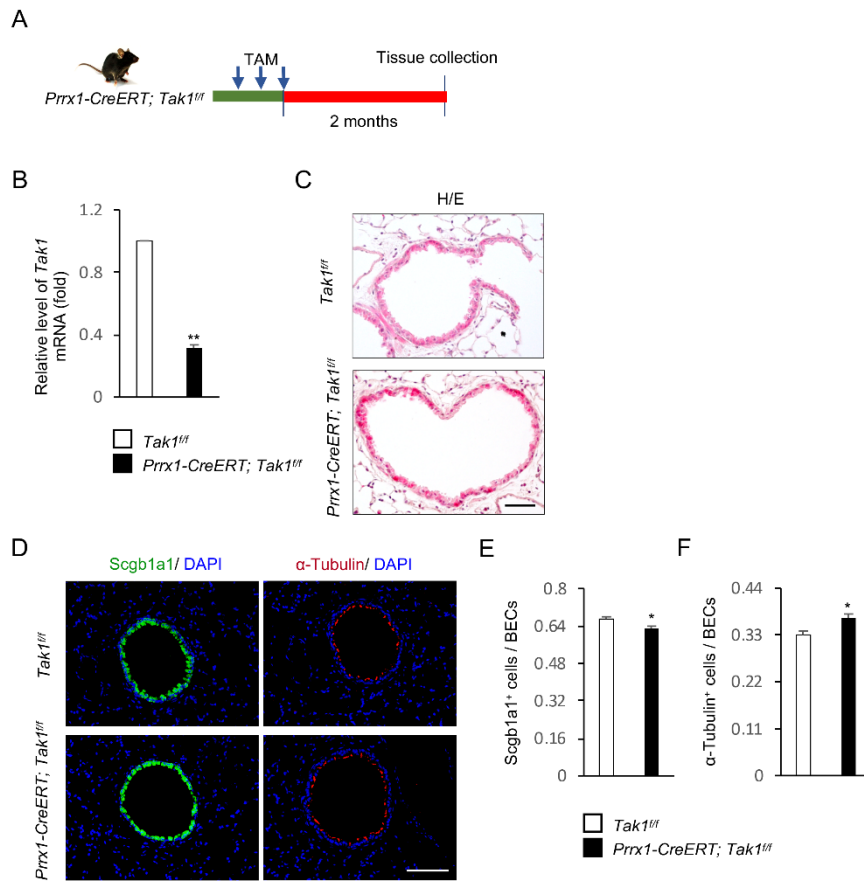 A
TAM
Tissue collection
Prrx1-CreERT; Tak1f/f
2 months
B
Relative level of Tak1
mRNA (fold)
1.2
0.8
0.4
0
**
Tak1f/f
Prrx1-CreERT; Tak1f/f
C
H/E
Tak1f/f
Prrx1-CreERT; Tak1f/f
D
Scgb1a1/ DAPI
α-Tubulin/ DAPI
Tak1f/f
Prrx1-CreERT; Tak1f/f
E
Scgb1a1+ cells / BECs
0.8
0.64
0.48
0.32
0.16
0
*
F
α-Tubulin+ cells / BECs
0.44
0.33
0.22
0.11
0
*
Tak1f/f
Prrx1-CreERT; Tak1f/f